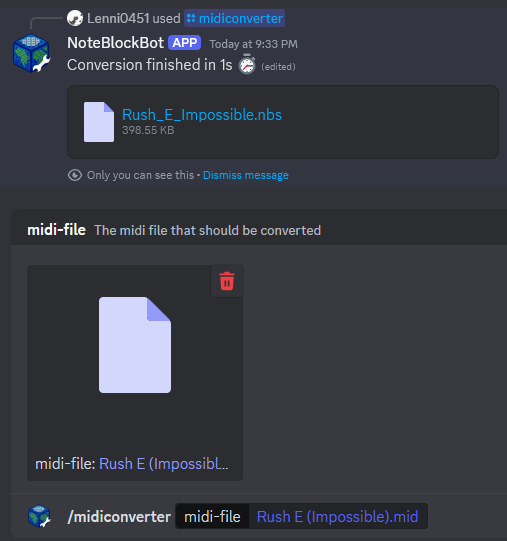 Lenni0451 used midiconverter
NoteBlockBot APP Today at 9:33 PM
Conversion finished in 1s (edited)
Rush_E_Impossible.nbs
398.55 KB
Only you can see this • Dismiss message
midi-file The midi file that should be converted
midi-file: Rush E (Impossibl...
/midiconverter midi-file Rush E (Impossible).mid